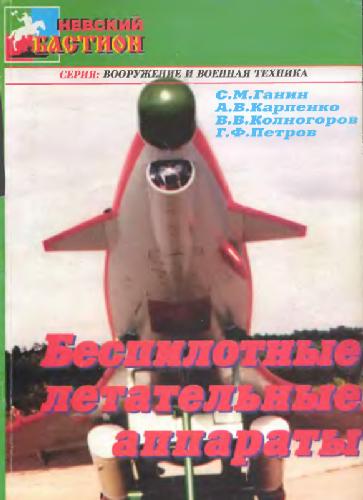 НЕВСКИЙ
БАСТИОН
СЕРИЯ: ВООРУЖЕНИЕ И ВОЕННАЯ ТЕХНИКА
С.М.Ганин
А.В.Карпенко
В.В.Колногоров
Г.Ф.Петров
Беспилотные
летательные
аппараты